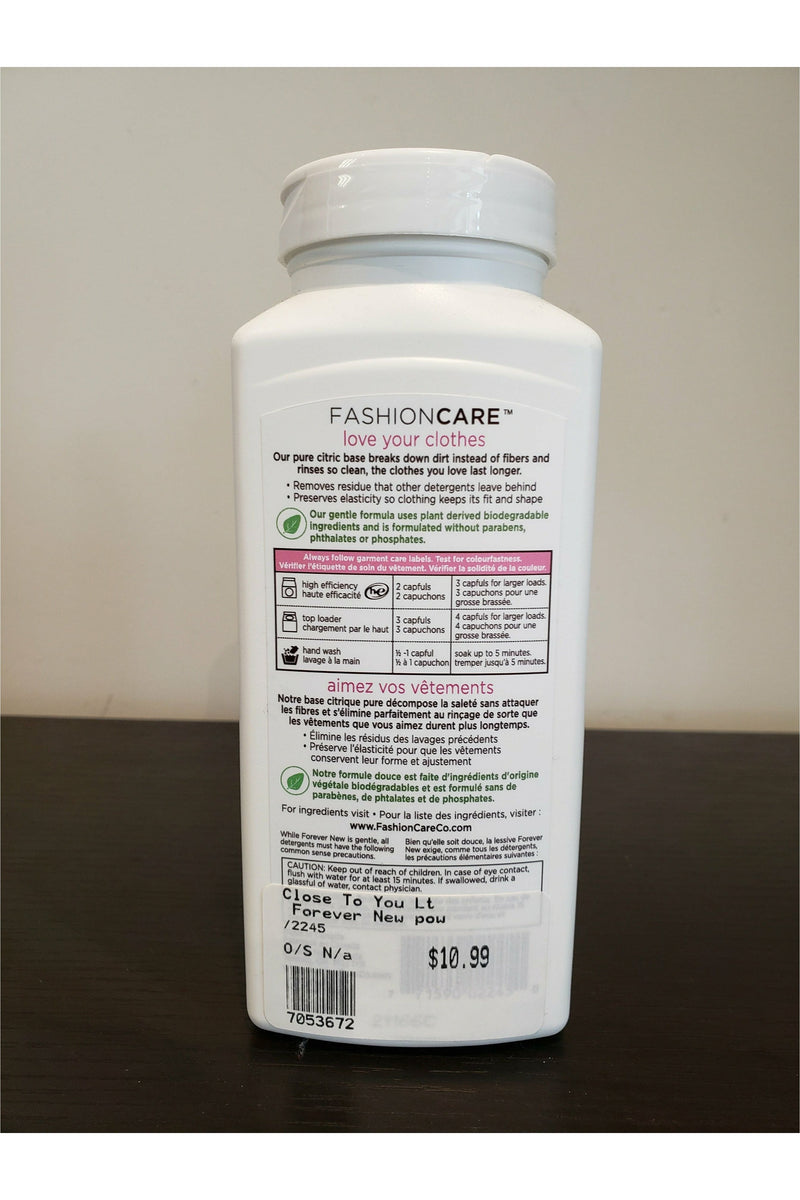 FASHIONCARE™
love your clothes
Our pure citric base breaks down dirt instead of fibers and
rinses so clean, the clothes you love last longer.
• Removes residue that other detergents leave behind
• Preserves elasticity so clothing keeps its fit and shape
Our gentle formula uses plant derived biodegradable
ingredients and is formulated without parabens,
phthalates or phosphates.
Always follow garment care labels. Test for colourfastness.
Vérifier l'étiquette de soin du vêtement. Vérifier la solidité de la couleur.
high efficiency
haute efficacité
he
2 capfuls
2 capuchons
3 capfuls for larger loads.
3 capuchons pour une
grosse brassée.
top loader
chargement par le haut
3 capfuls
3 capuchons
4 capfuls for larger loads.
4 capuchons pour une
grosse brassée.
hand wash
lavage à la main
½ -1 capful
½ à 1 capuchon
soak up to 5 minutes.
tremper jusqu'à 5 minutes.
aimez vos vêtements
Notre base citrique pure décompose la saleté sans attaquer
les fibres et s'élimine parfaitement au rinçage de sorte que
les vêtements que vous aimez durent plus longtemps.
• Élimine les résidus des lavages précédents
• Préserve l'élasticité pour que les vêtements
conservent leur forme et ajustement
Notre formule douce est faite d'ingrédients d'origine
végétale biodégradables et est formulé sans de
parabènes, de phtalates et de phosphates.
For ingredients visit • Pour la liste des ingrédients, visiter :
www.FashionCareCo.com
While Forever New is gentle, all
detergents must have the following
common sense precautions.
Bien qu'elle soit douce, la lessive Forever
New exige, comme tous les détergents,
les précautions élémentaires suivantes :
CAUTION: Keep out of reach of children. In case of eye contact,
flush with water for at least 15 minutes. If swallowed, drink a
glassful of water, contact physician.
Close To You Lt
Forever New pow
/2245
O/S N/a
$10.99
7053672